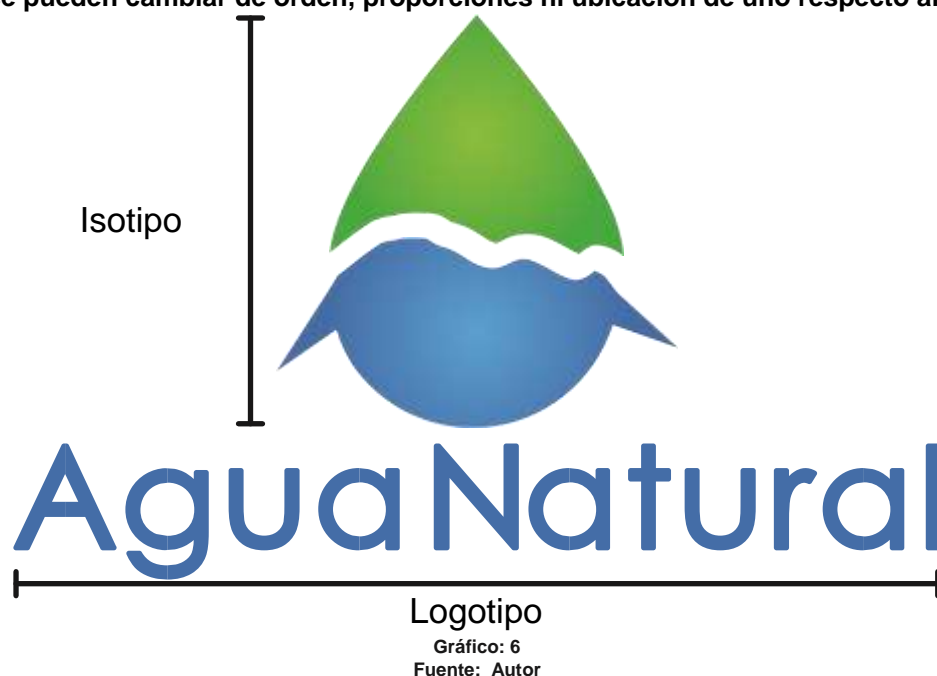 e pueden cambiar de orden, proporciones ni ubicación de uno respecto al
Isotipo
AguaNatural
Logotipo
Gráfico: 6
Fuente: Autor